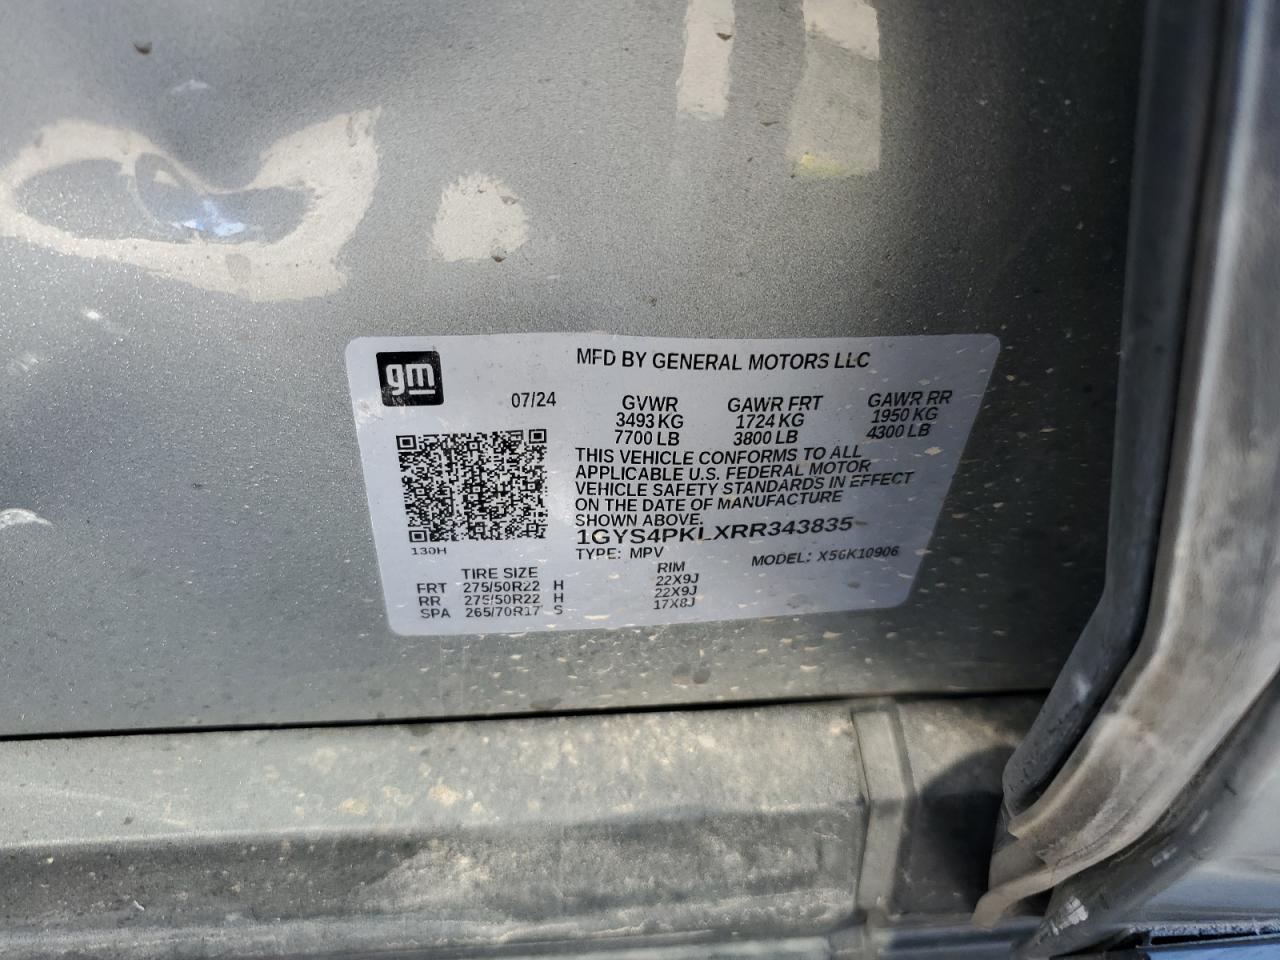 gm
MFD BY GENERAL MOTORS LLC
07/24 GVWR GAWR FRT GAWR RR
3493 KG 1724 KG 1950 KG
7700 LB 3800 LB 4300 LB
THIS VEHICLE CONFORMS TO ALL
APPLICABLE U.S. FEDERAL MOTOR
VEHICLE SAFETY STANDARDS IN EFFECT
ON THE DATE OF MANUFACTURE
SHOWN ABOVE.
1GYS4PKLXRR343835
130H
TYPE: MPV MODEL: X56K10906
TIRE SIZE RIM
FRT 275/50R22 H 22X9J
RR 275/50R22 H 22X9J
SPA 265/70R17 S 17X8J